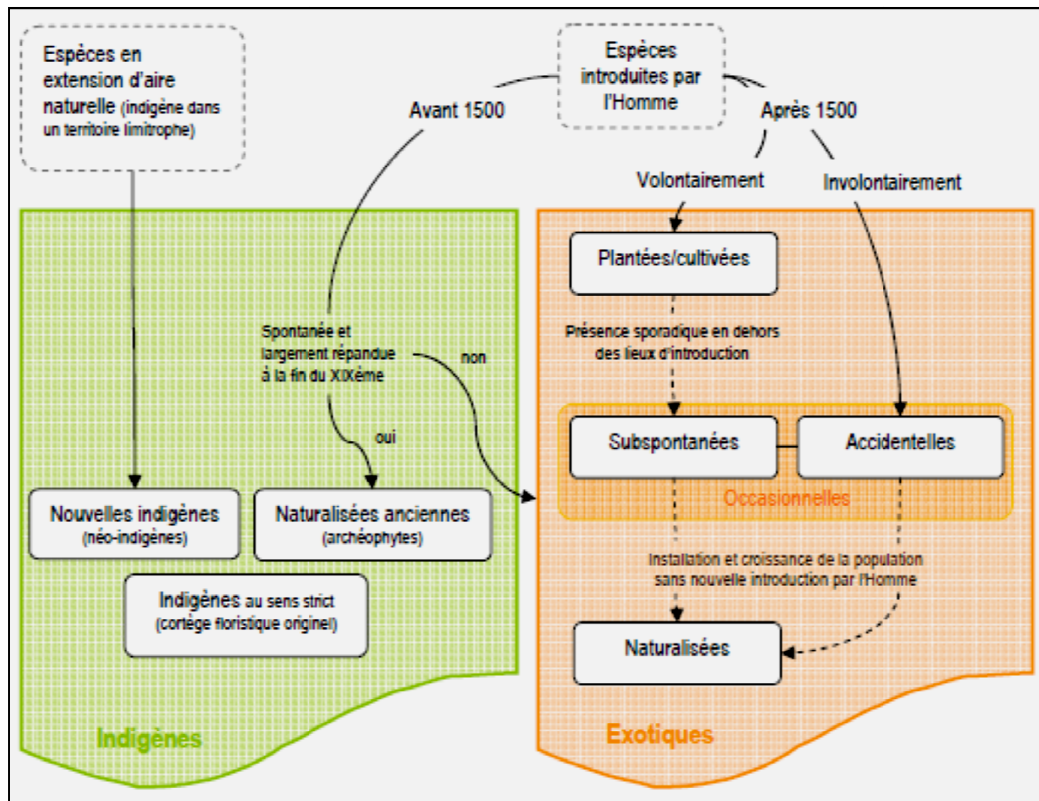 Espèces en
extension d'aire
naturelle (indigène dans
un territoire limitrophe)
Espèces
introduites par
l'Homme
Avant 1500
Après 1500
Volontairement
Involontairement
Plantées/cultivées
Spontanée et
largement répandue
à la fin du XIXème
non
oui
Présence sporadique en dehors
des lieux d'introduction
Subspontanées
Accidentelles
Occasionnelles
Nouvelles indigènes
(néo-indigènes)
Naturalisées anciennes
(archéophytes)
Indigènes au sens strict
(cortège floristique originel)
Installation et croissance de la population
sans nouvelle introduction par l'Homme
Naturalisées
Indigènes
Exotiques